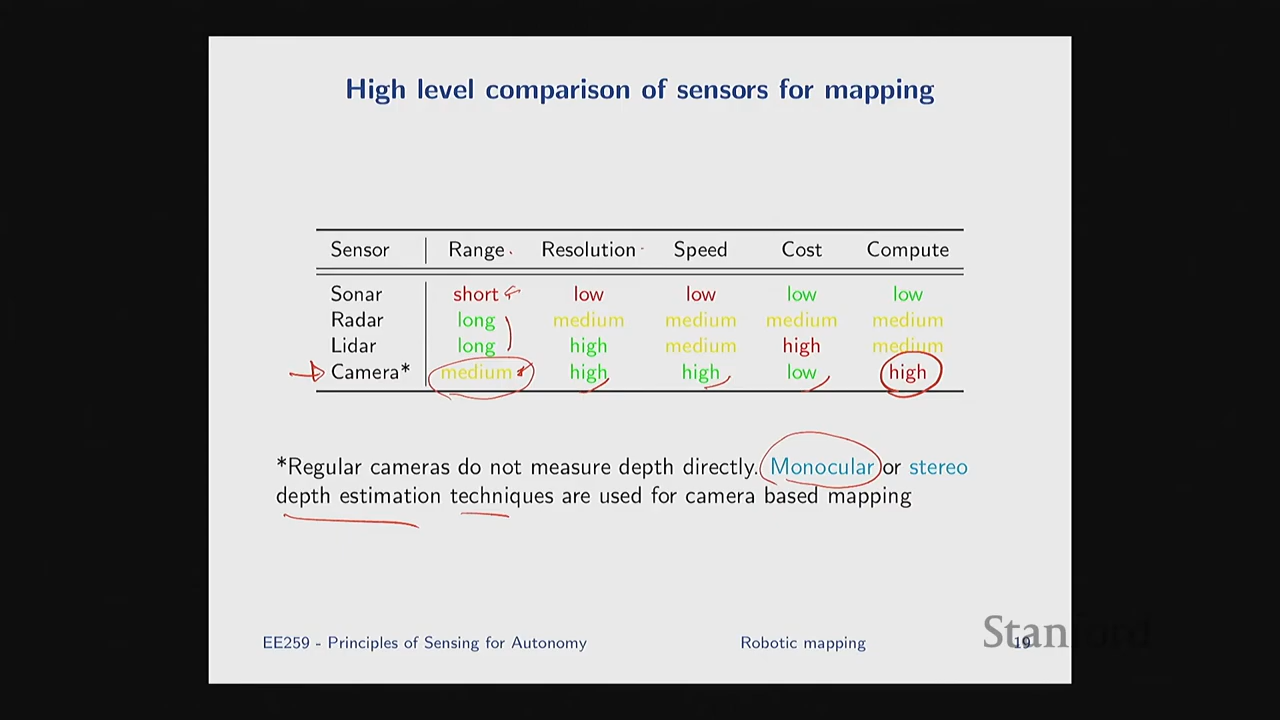 High level comparison of sensors for mapping
Sensor Range Resolution Speed Cost Compute
Sonar short low low low low
Radar long medium medium medium medium
Lidar long high medium high medium
Camera* medium high high low high
*Regular cameras do not measure depth directly. Monocular or stereo
depth estimation techniques are used for camera based mapping
EE259 - Principles of Sensing for Autonomy Robotic mapping 19
Stanford